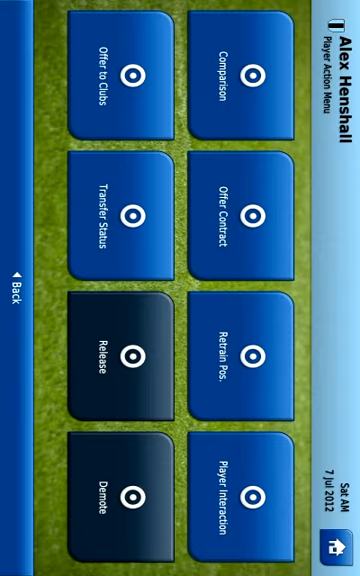 Alex Henshall
Player Action Menu
Sat AM
7 Jul 2012
Comparison
Offer Contract
Retrain Pos.
Player Interaction
Offer to Clubs
Transfer Status
Release
Demote
Back